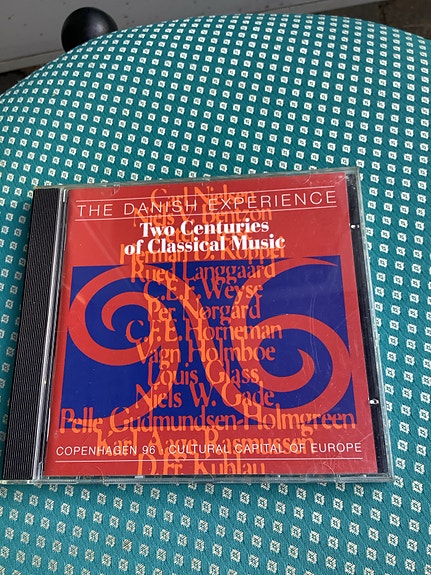 Carl Nielsen
THE DANISH EXPERIENCE
Niels V. Bentzon
Two Centuries
of Classical Music
Herman D. Koppel
Rued Langgaard
C.E.F. Weyse
Per Nørgård
C.F.E. Horneman
Vagn Holmboe
Louis Glass
Niels W. Gade
Pelle Gudmundsen-Holmgreen
Karl Aage Rasmussen
COPENHAGEN 96 · CULTURAL CAPITAL OF EUROPE
D.Fr. Kuhlau